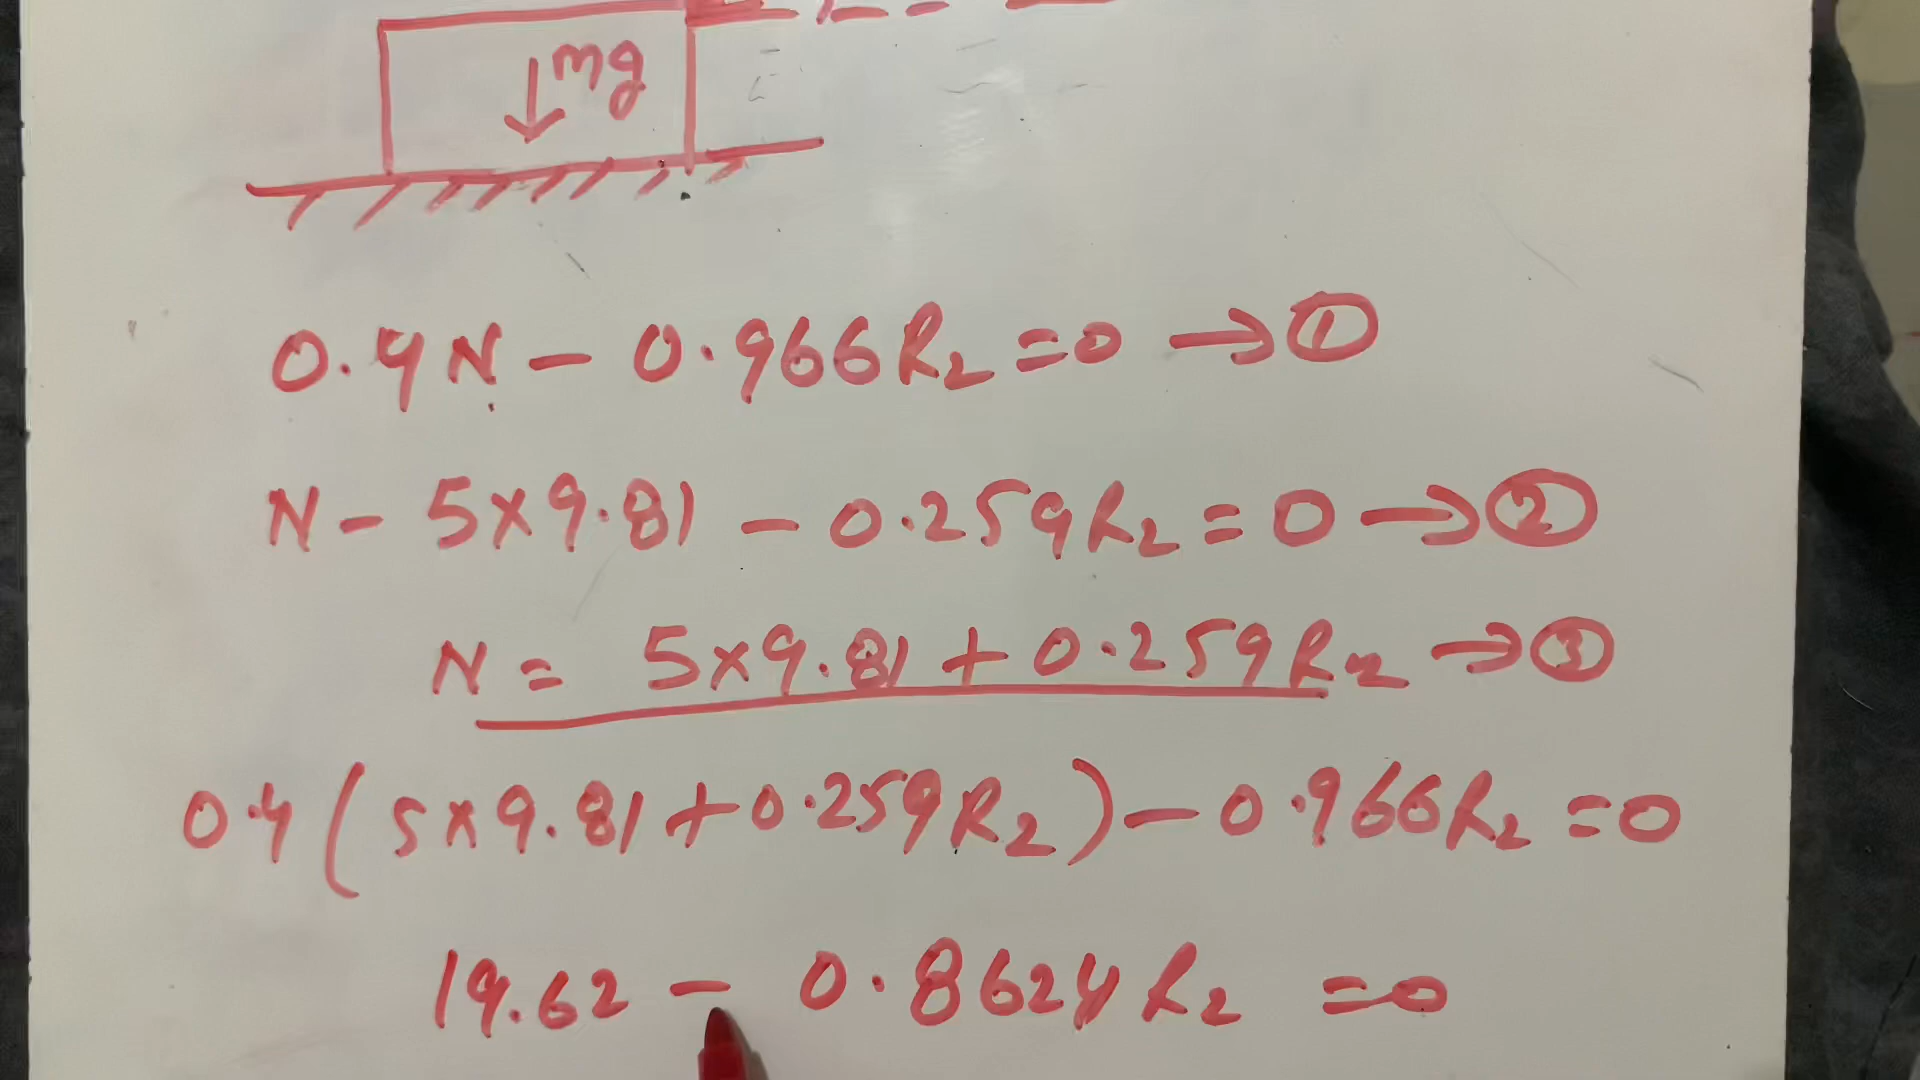 ↓mg
0.4N - 0.966R₂ = 0 → ①
N - 5×9.81 - 0.259R₂ = 0 → ②
N = 5×9.81 + 0.259R₂ → ③
0.4(5×9.81 + 0.259R₂) - 0.966R₂ = 0
19.62 - 0.8624R₂ = 0